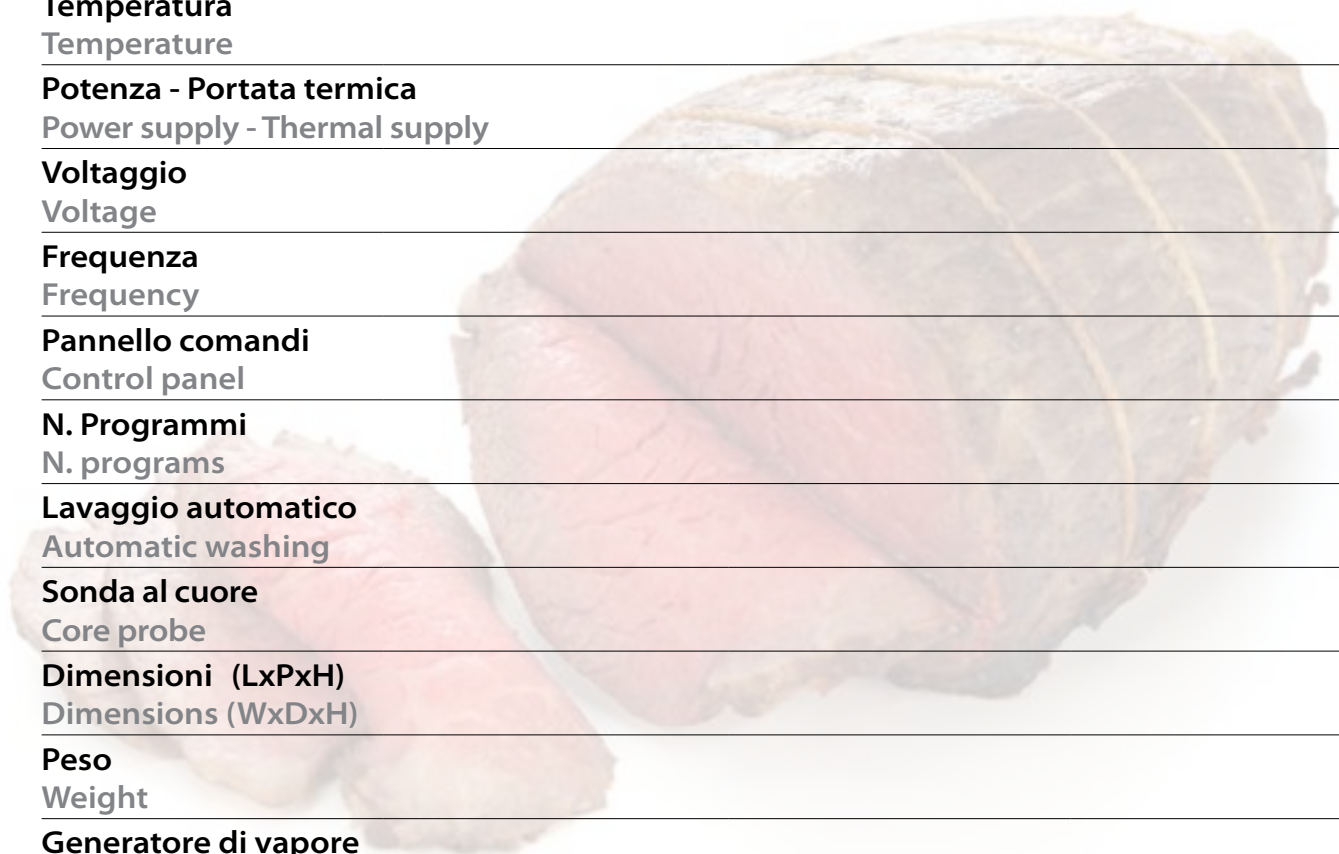 Temperatura
Temperature
Potenza - Portata termica
Power supply - Thermal supply
Voltaggio
Voltage
Frequenza
Frequency
Pannello comandi
Control panel
N. Programmi
N. programs
Lavaggio automatico
Automatic washing
Sonda al cuore
Core probe
Dimensioni (LxPxH)
Dimensions (WxDxH)
Peso
Weight
Generatore di vapore